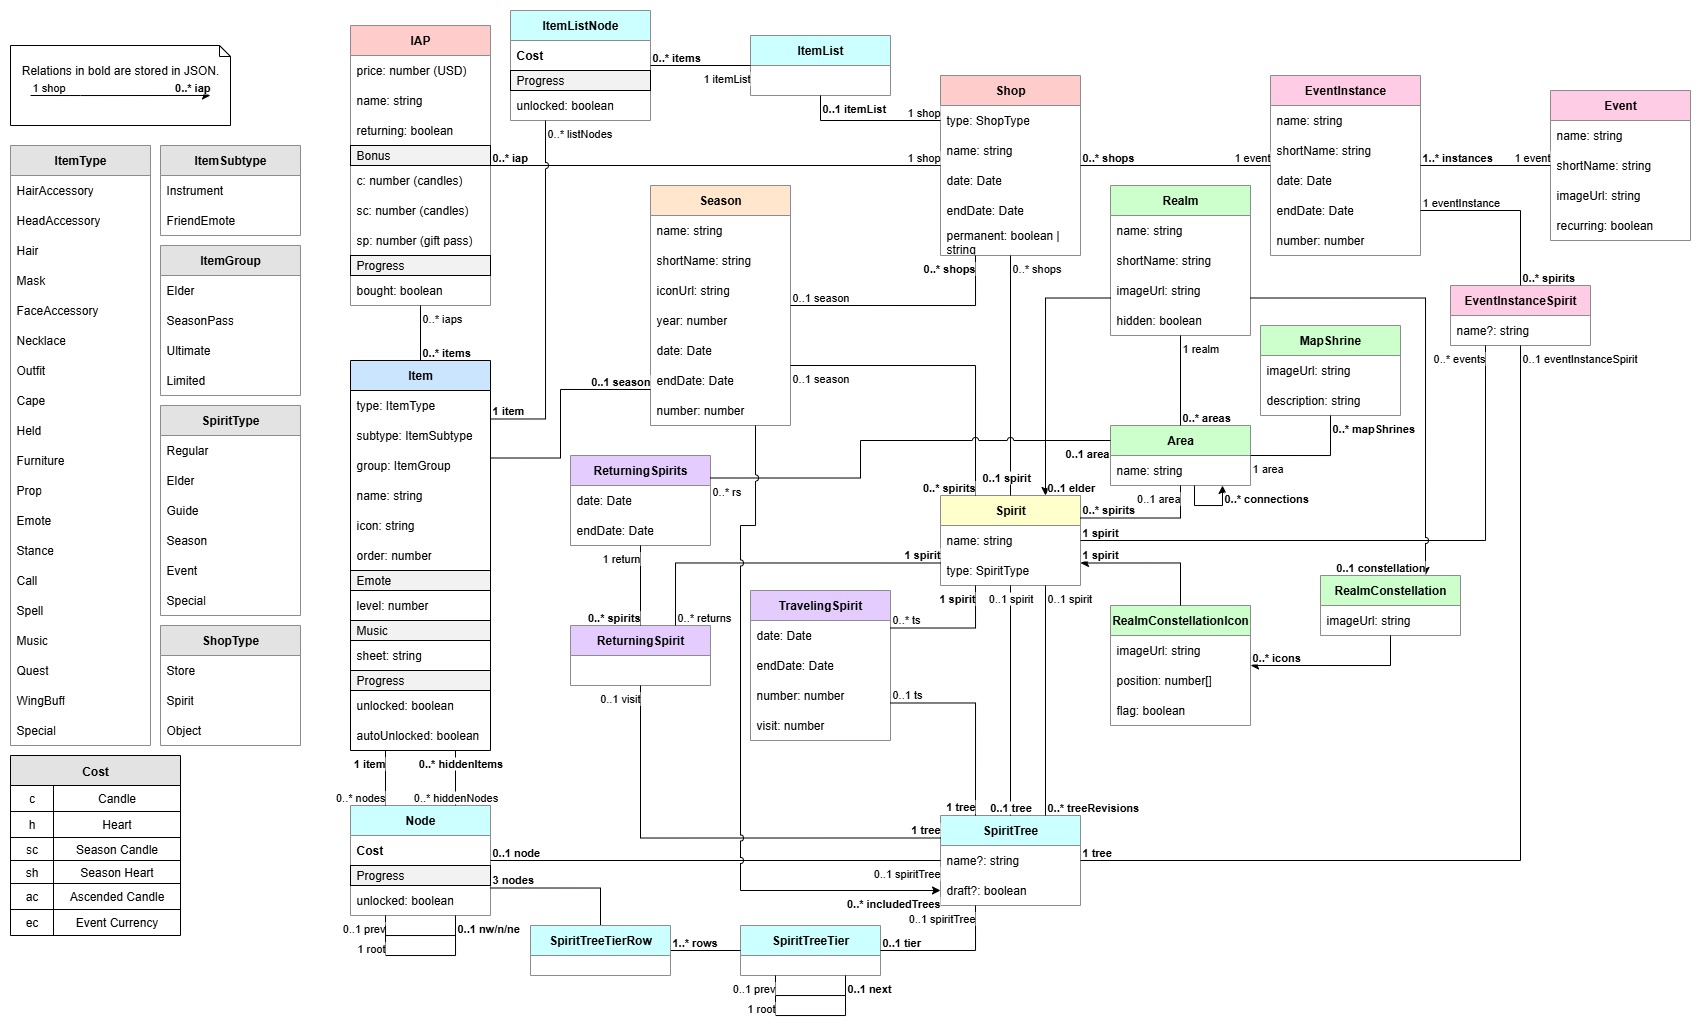 Relations in bold are stored in JSON.
1 shop
0..* iap
ItemType
HairAccessory
HeadAccessory
Hair
Mask
FaceAccessory
Necklace
Outfit
Cape
Held
Furniture
Prop
Emote
Stance
Call
Spell
Music
Quest
WingBuff
Special
ItemSubtype
Instrument
FriendEmote
ItemGroup
Elder
SeasonPass
Ultimate
Limited
SpiritType
Regular
Elder
Guide
Season
Event
Special
ShopType
Store
Spirit
Object
Cost
c Candle
h Heart
sc Season Candle
sh Season Heart
ac Ascended Candle
ec Event Currency
IAP
price: number (USD)
name: string
returning: boolean
Bonus
c: number (candles)
sc: number (candles)
sp: number (gift pass)
Progress
bought: boolean
0..* iap
1 shop
0..* iaps
0..* items
Item
type: ItemType
subtype: ItemSubtype
group: ItemGroup
name: string
icon: string
order: number
Emote
level: number
Music
sheet: string
Progress
unlocked: boolean
autoUnlocked: boolean
1 item
0..* hiddenItems
0..* nodes
0..* hiddenNodes
Node
Cost
Progress
unlocked: boolean
0..1 node
3 nodes
0..1 prev
1 root
0..1 nw/n/ne
ItemListNode
Cost
Progress
unlocked: boolean
0..* items
1 itemList
0..* listNodes
1 item
ItemList
0..1 itemList
1 shop
Season
name: string
shortName: string
iconUrl: string
year: number
date: Date
endDate: Date
number: number
0..1 season
0..1 season
0..1 season
Shop
type: ShopType
name: string
date: Date
endDate: Date
permanent: boolean |
string
0..* shops
0..* shops
0..* shops
1 event
EventInstance
name: string
shortName: string
date: Date
endDate: Date
number: number
1..* instances
1 event
1 eventInstance
Event
name: string
shortName: string
imageUrl: string
recurring: boolean
0..* spirits
EventInstanceSpirit
name?: string
0..* events
0..1 eventInstanceSpirit
Realm
name: string
shortName: string
imageUrl: string
hidden: boolean
1 realm
0..* areas
MapShrine
imageUrl: string
description: string
0..* mapShrines
Area
name: string
0..1 area
1 area
0..1 area
0..* connections
ReturningSpirits
date: Date
endDate: Date
0..* rs
1 return
0..* spirits
0..* returns
ReturningSpirit
0..1 visit
0..* spirits
0..1 spirit
0..1 elder
0..* spirits
Spirit
name: string
type: SpiritType
1 spirit
1 spirit
1 spirit
1 spirit
0..1 spirit
0..1 spirit
TravelingSpirit
date: Date
endDate: Date
number: number
visit: number
0..* ts
0..1 ts
RealmConstellationIcon
imageUrl: string
position: number[]
flag: boolean
0..1 constellation
RealmConstellation
imageUrl: string
0..* icons
1 tree
0..1 tree
0..* treeRevisions
1 tree
1 tree
SpiritTree
name?: string
draft?: boolean
0..1 spiritTree
0..* includedTrees
0..1 spiritTree
SpiritTreeTierRow
1..* rows
SpiritTreeTier
0..1 tier
0..1 prev
1 root
0..1 next